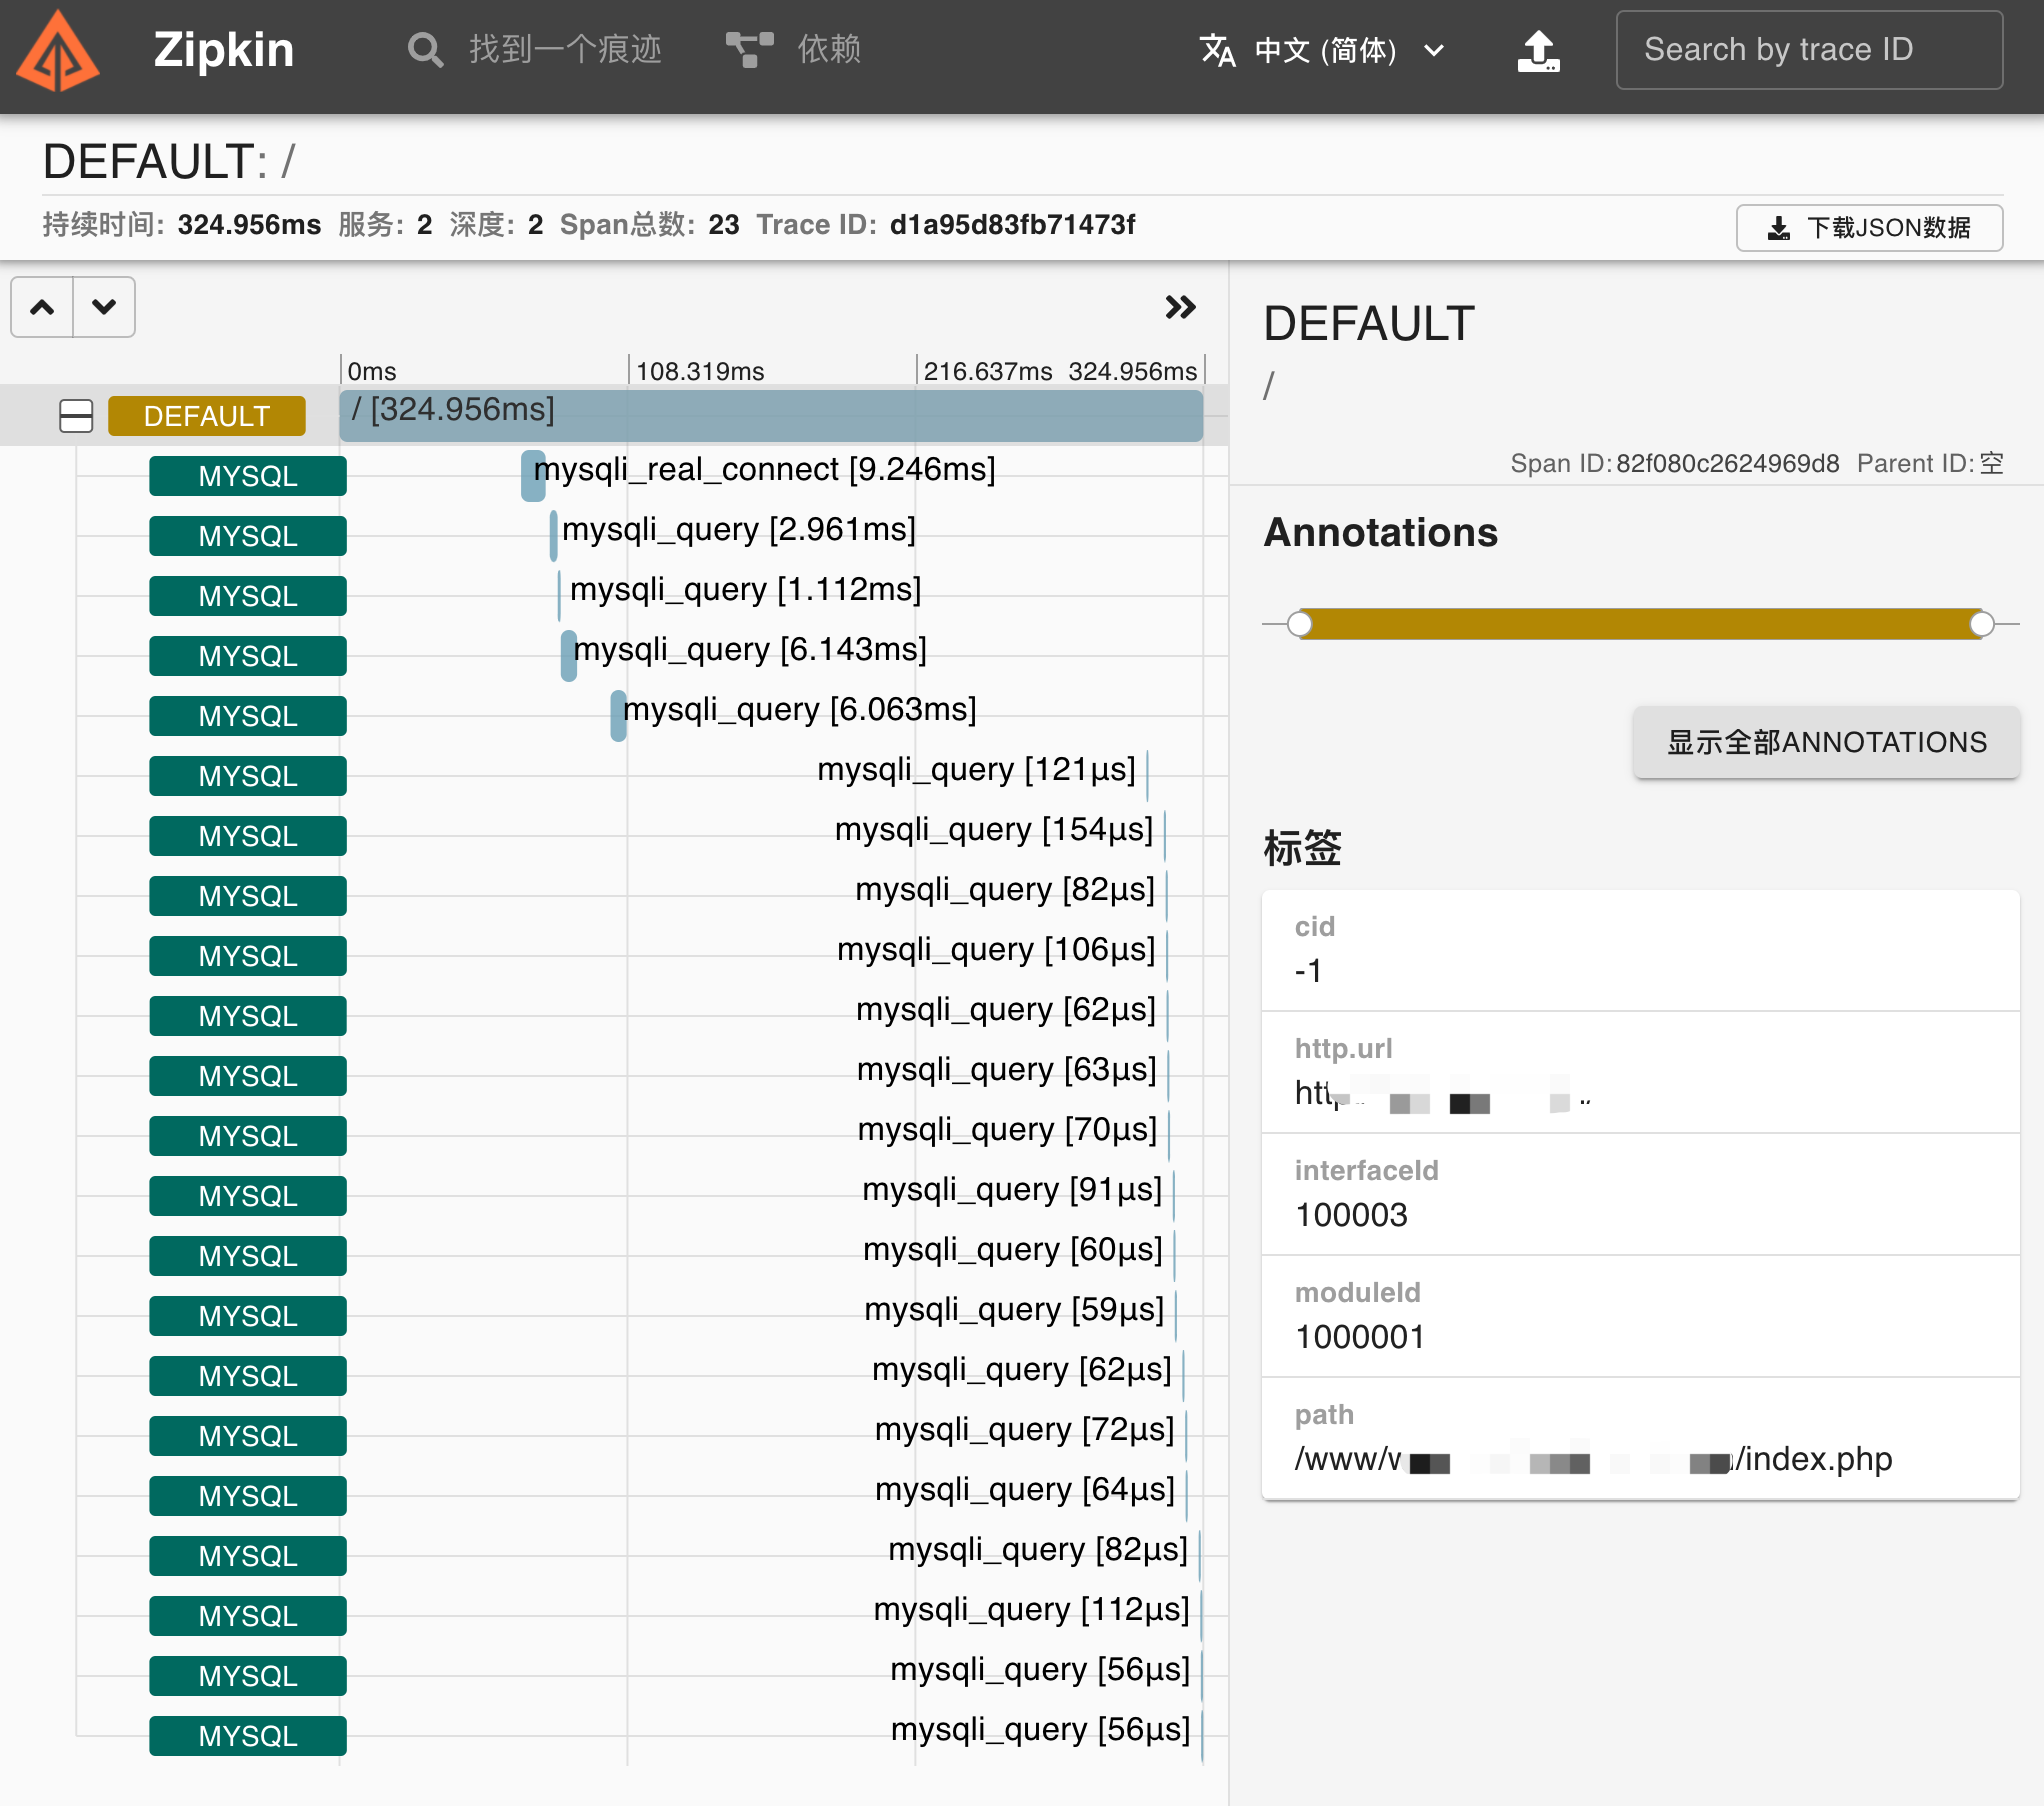 Zipkin
找到一个痕迹
依赖
中文 (简体)
Search by trace ID
DEFAULT: /
持续时间: 324.956ms 服务: 2 深度: 2 Span总数: 23 Trace ID: d1a95d83fb71473f
下载JSON数据
0ms 108.319ms 216.637ms 324.956ms
DEFAULT / [324.956ms]
MYSQL mysqli_real_connect [9.246ms]
MYSQL mysqli_query [2.961ms]
MYSQL mysqli_query [1.112ms]
MYSQL mysqli_query [6.143ms]
MYSQL mysqli_query [6.063ms]
MYSQL mysqli_query [121μs]
MYSQL mysqli_query [154μs]
MYSQL mysqli_query [82μs]
MYSQL mysqli_query [106μs]
MYSQL mysqli_query [62μs]
MYSQL mysqli_query [63μs]
MYSQL mysqli_query [70μs]
MYSQL mysqli_query [91μs]
MYSQL mysqli_query [60μs]
MYSQL mysqli_query [59μs]
MYSQL mysqli_query [62μs]
MYSQL mysqli_query [72μs]
MYSQL mysqli_query [64μs]
MYSQL mysqli_query [82μs]
MYSQL mysqli_query [112μs]
MYSQL mysqli_query [56μs]
MYSQL mysqli_query [56μs]
DEFAULT
/
Span ID: 82f080c2624969d8 Parent ID: 空
Annotations
显示全部ANNOTATIONS
标签
cid
-1
http.url
interfaceId
100003
moduleId
1000001
path
/www/ /index.php